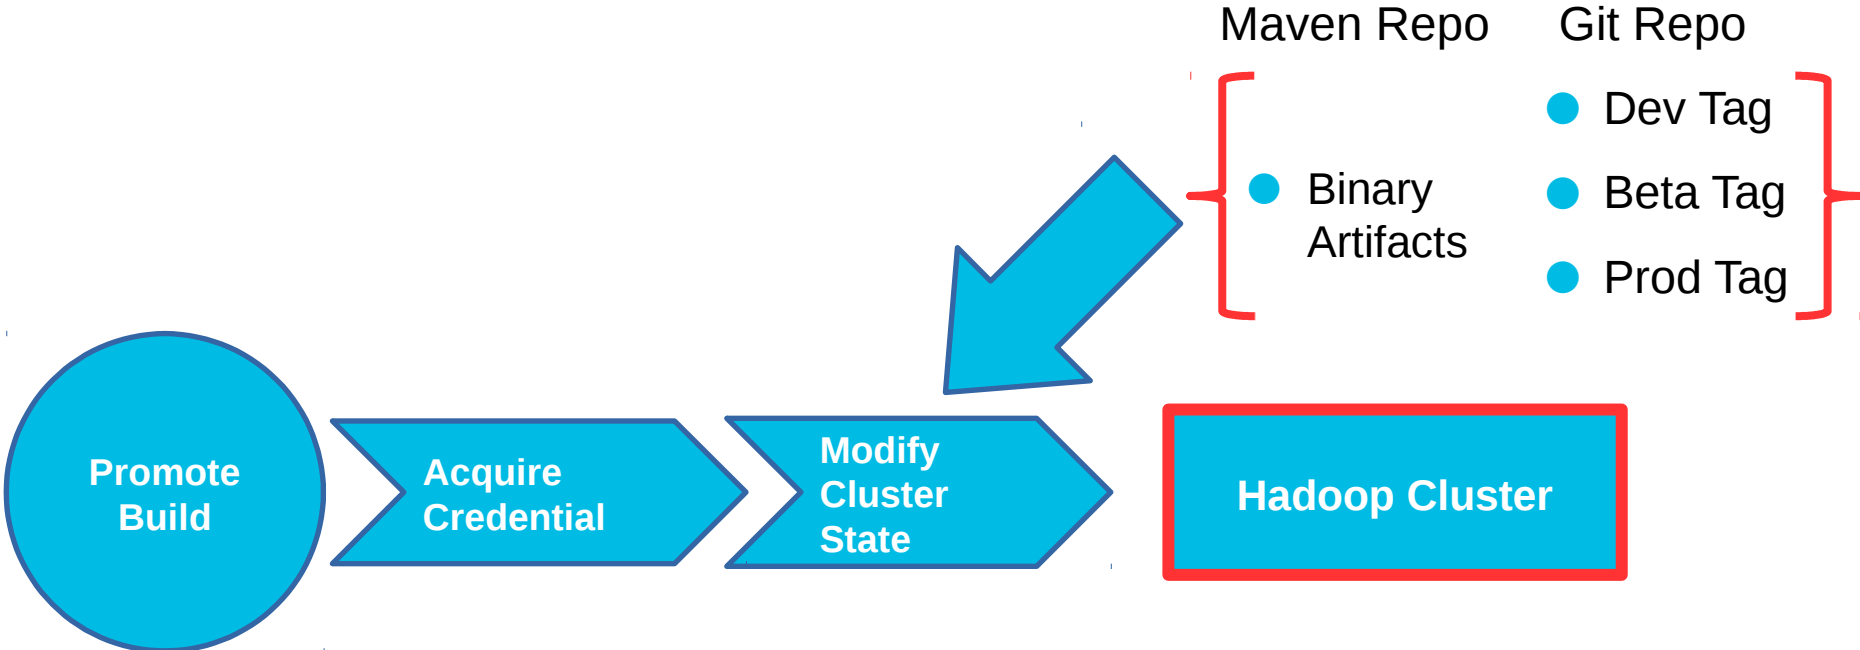 Maven Repo
Git Repo
Binary
Artifacts
Dev Tag
Beta Tag
Prod Tag
Promote
Build
Acquire
Credential
Modify
Cluster
State
Hadoop Cluster